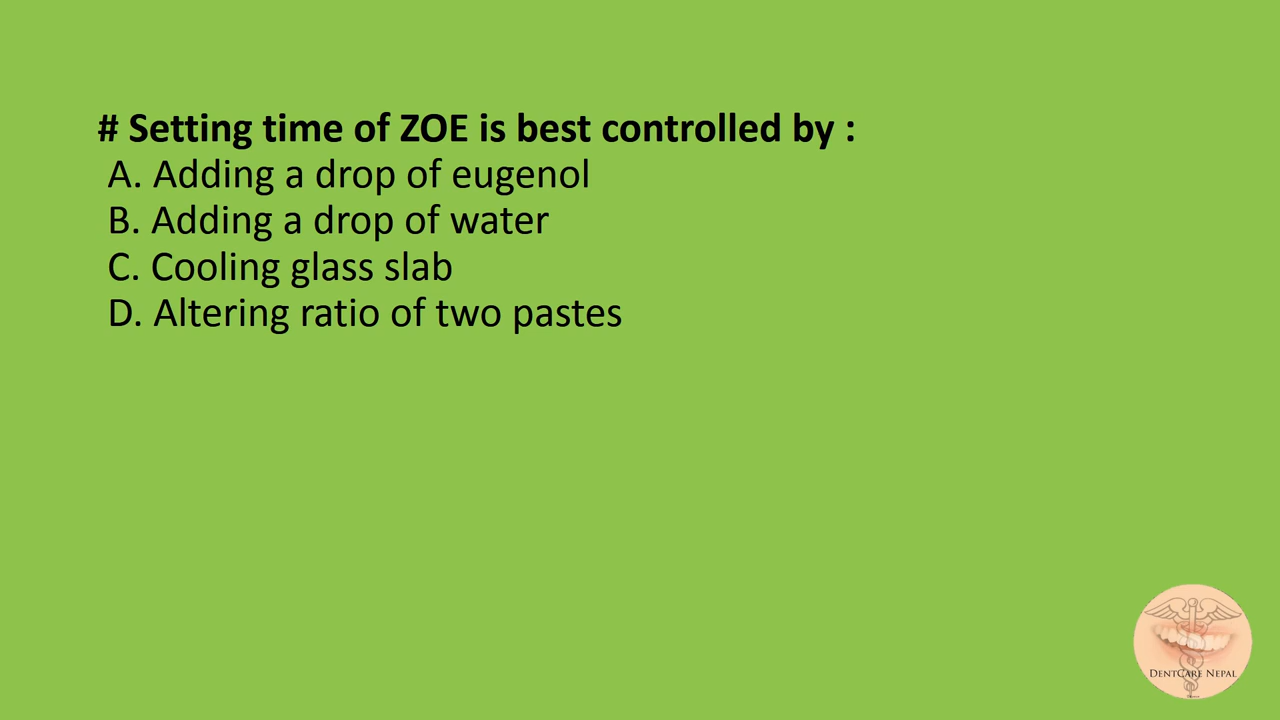 # Setting time of ZOE is best controlled by :
A. Adding a drop of eugenol
B. Adding a drop of water
C. Cooling glass slab
D. Altering ratio of two pastes
DENTCARE NEPAL